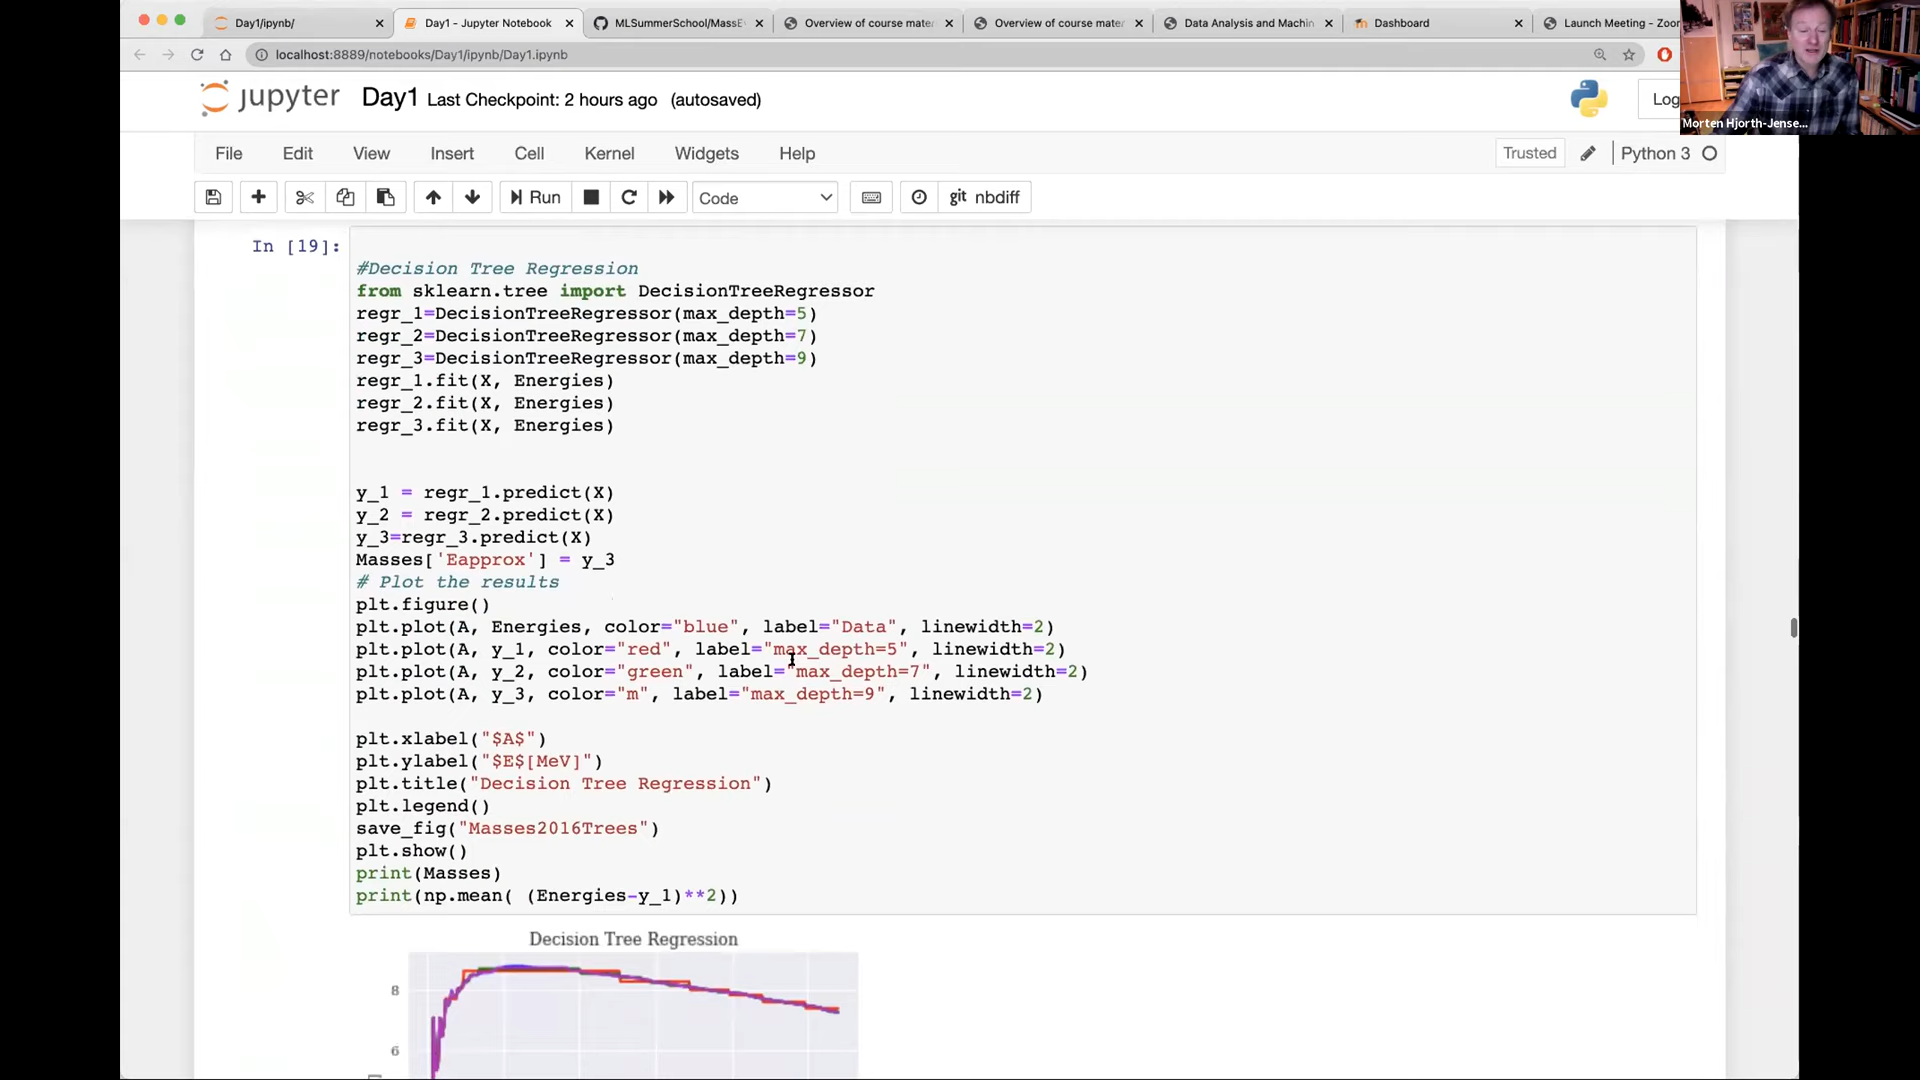 Day1/ipynb/
Day1 - Jupyter Notebook
MLSummerSchool/MassE
Overview of course mater
Overview of course mater
Data Analysis and Machin
Dashboard
Launch Meeting - Zoo
localhost:8889/notebooks/Day1/ipynb/Day1.ipynb
jupyter Day1 Last Checkpoint: 2 hours ago (autosaved)
Log
Morten Hjorth-Jense...
File Edit View Insert Cell Kernel Widgets Help
Trusted
Python 3
Run
Code
git nbdiff
In [19]:
#Decision Tree Regression
from sklearn.tree import DecisionTreeRegressor
regr_1=DecisionTreeRegressor(max_depth=5)
regr_2=DecisionTreeRegressor(max_depth=7)
regr_3=DecisionTreeRegressor(max_depth=9)
regr_1.fit(X, Energies)
regr_2.fit(X, Energies)
regr_3.fit(X, Energies)
y_1 = regr_1.predict(X)
y_2 = regr_2.predict(X)
y_3=regr_3.predict(X)
Masses['Eapprox'] = y_3
# Plot the results
plt.figure()
plt.plot(A, Energies, color="blue", label="Data", linewidth=2)
plt.plot(A, y_1, color="red", label="max_depth=5", linewidth=2)
plt.plot(A, y_2, color="green", label="max_depth=7", linewidth=2)
plt.plot(A, y_3, color="m", label="max_depth=9", linewidth=2)
plt.xlabel("$A$")
plt.ylabel("$E$[MeV]")
plt.title("Decision Tree Regression")
plt.legend()
save_fig("Masses2016Trees")
plt.show()
print(Masses)
print(np.mean( (Energies-y_1)**2))
Decision Tree Regression
8
6